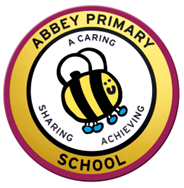 ABBEY PRIMARY
A CARING
SHARING
ACHIEVING
SCHOOL